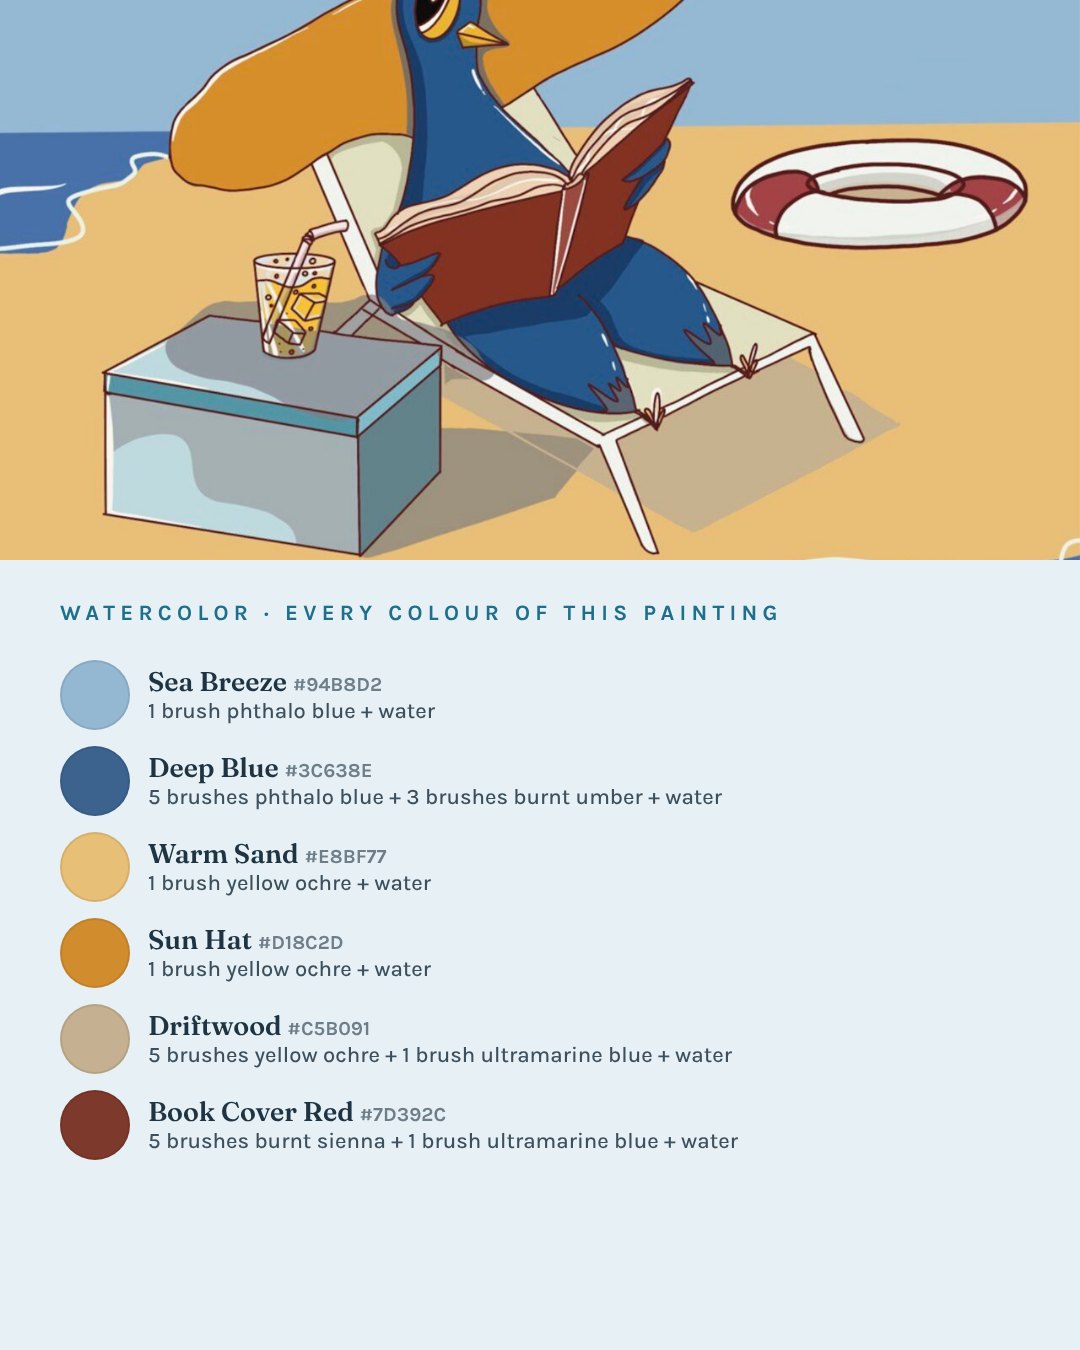 WATERCOLOR · EVERY COLOUR OF THIS PAINTING
Sea Breeze #94B8D2
1 brush phthalo blue + water
Deep Blue #3C638E
5 brushes phthalo blue + 3 brushes burnt umber + water
Warm Sand #E8BF77
1 brush yellow ochre + water
Sun Hat #D18C2D
1 brush yellow ochre + water
Driftwood #C5B091
5 brushes yellow ochre + 1 brush ultramarine blue + water
Book Cover Red #7D392C
5 brushes burnt sienna + 1 brush ultramarine blue + water